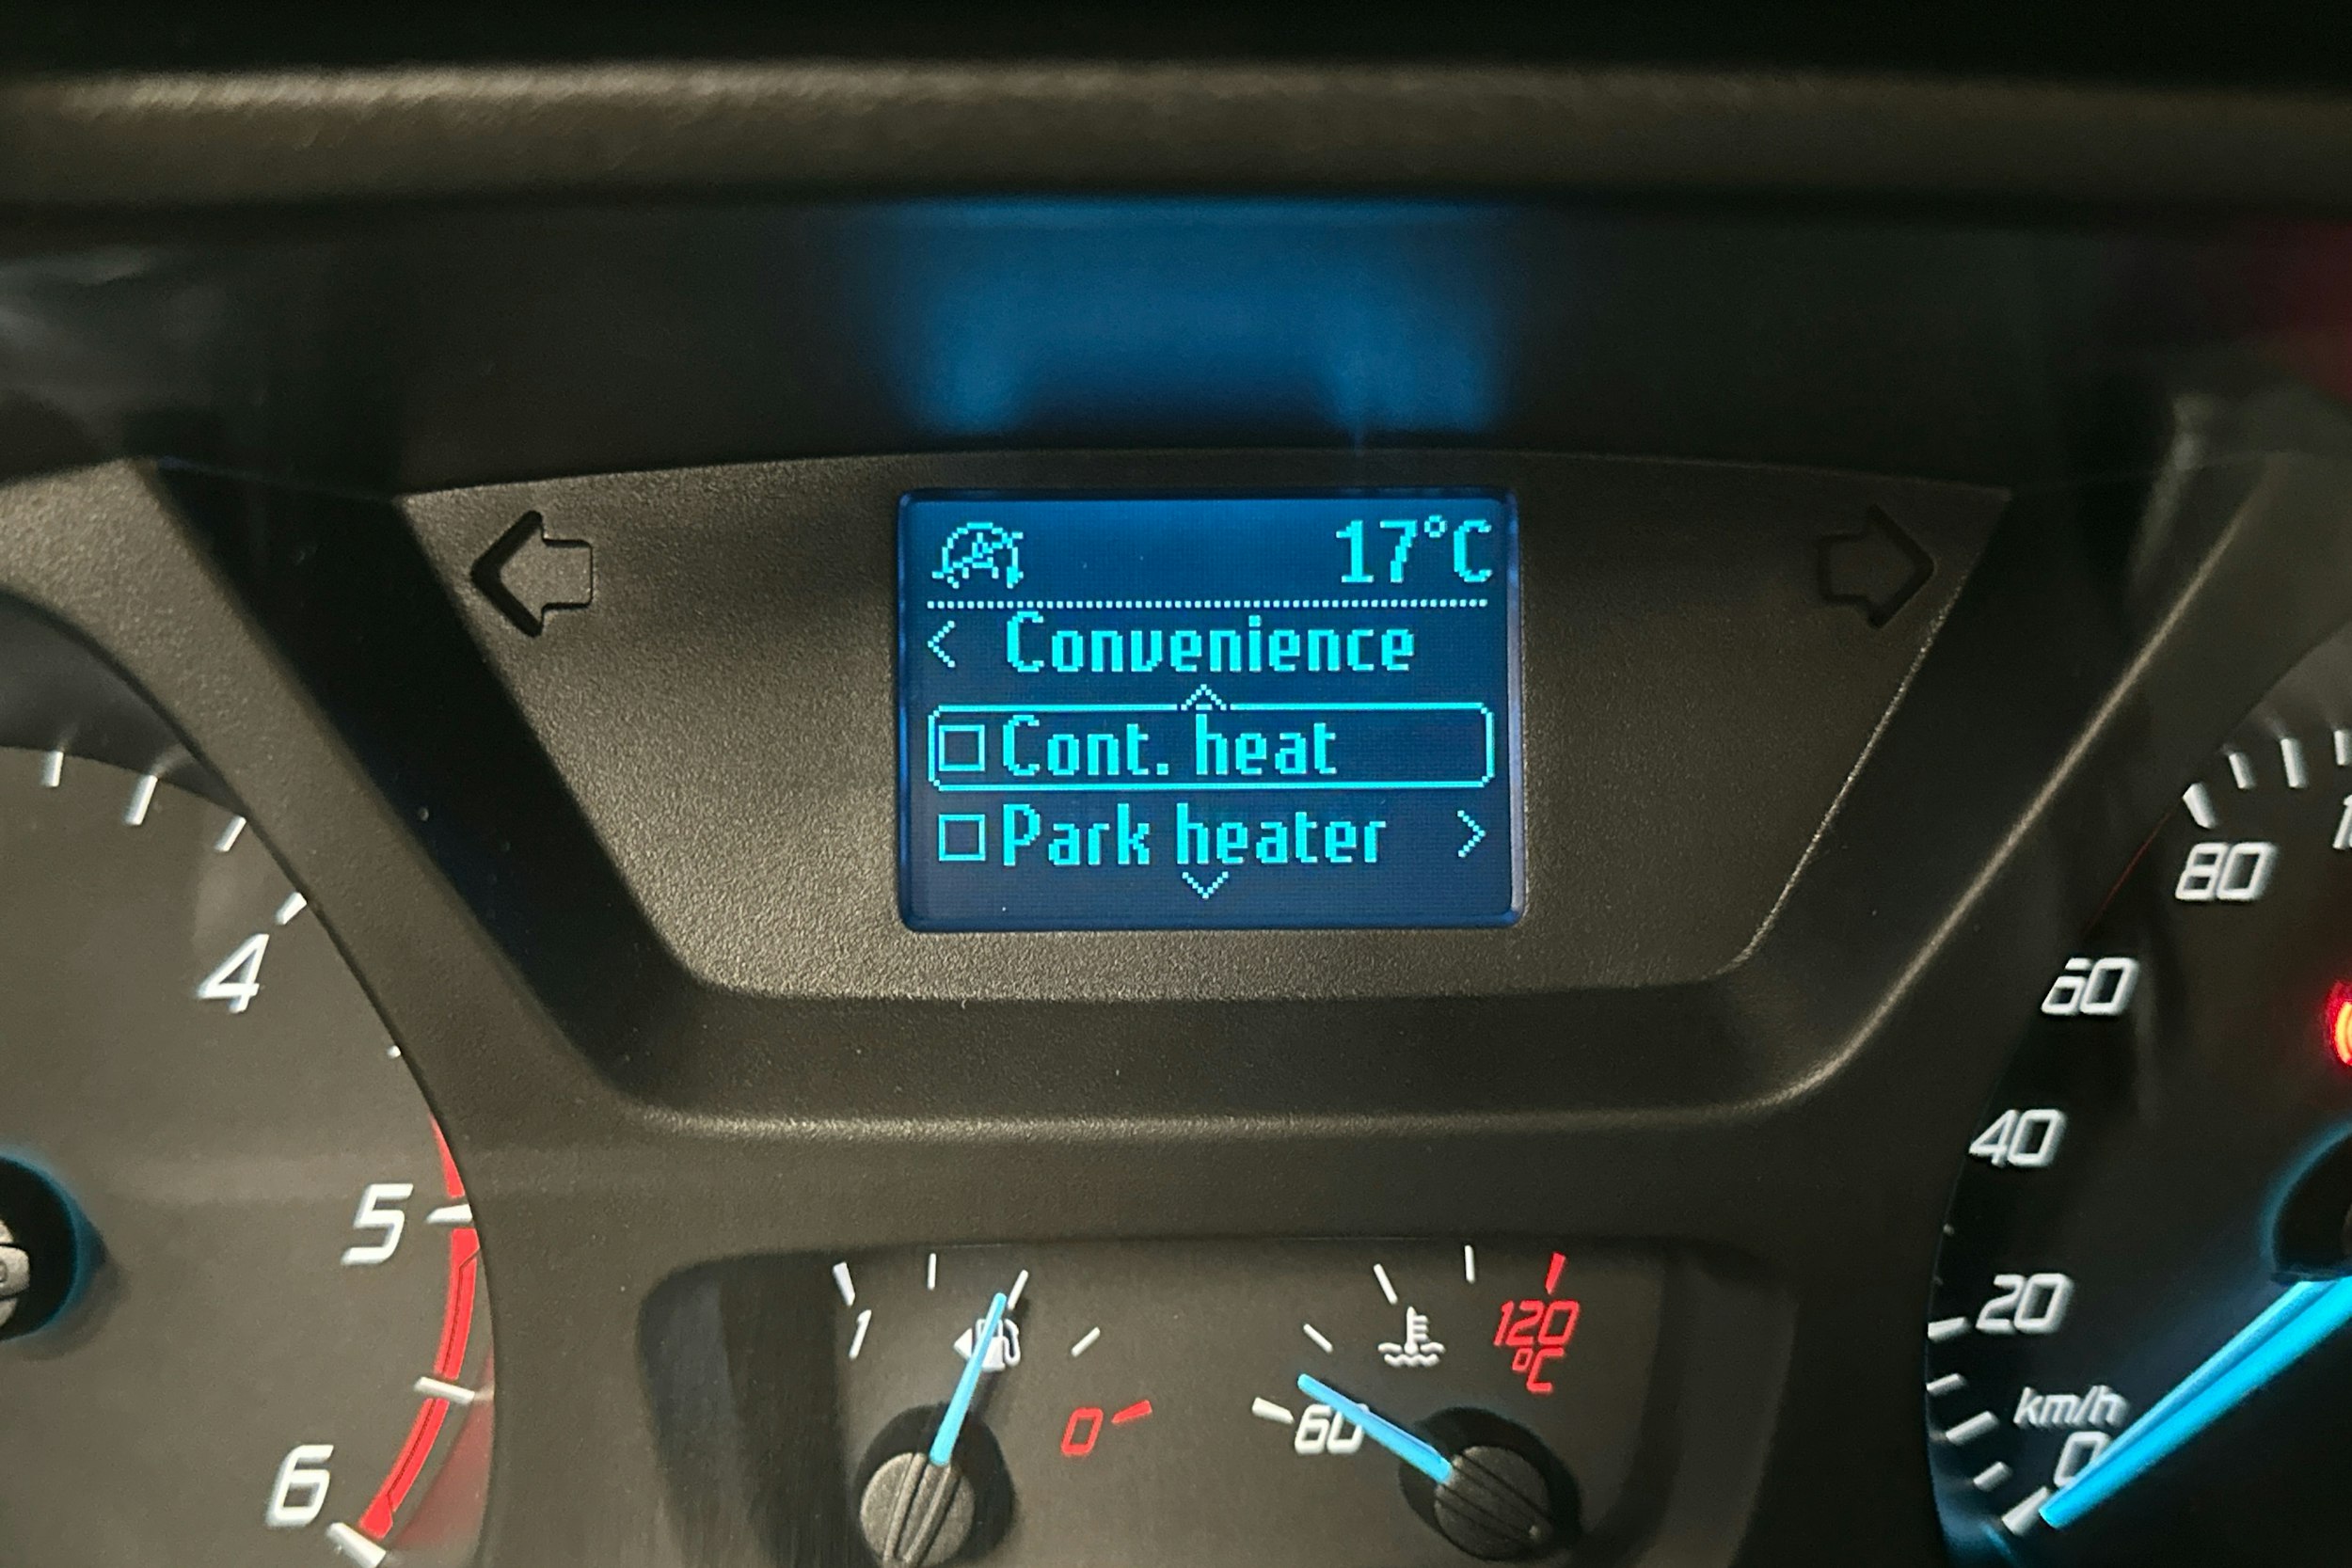 17°C
< Convenience
Cont. heat
Park heater >
4
5
6
1
0
60
120
°C
80
60
40
20
km/h
0